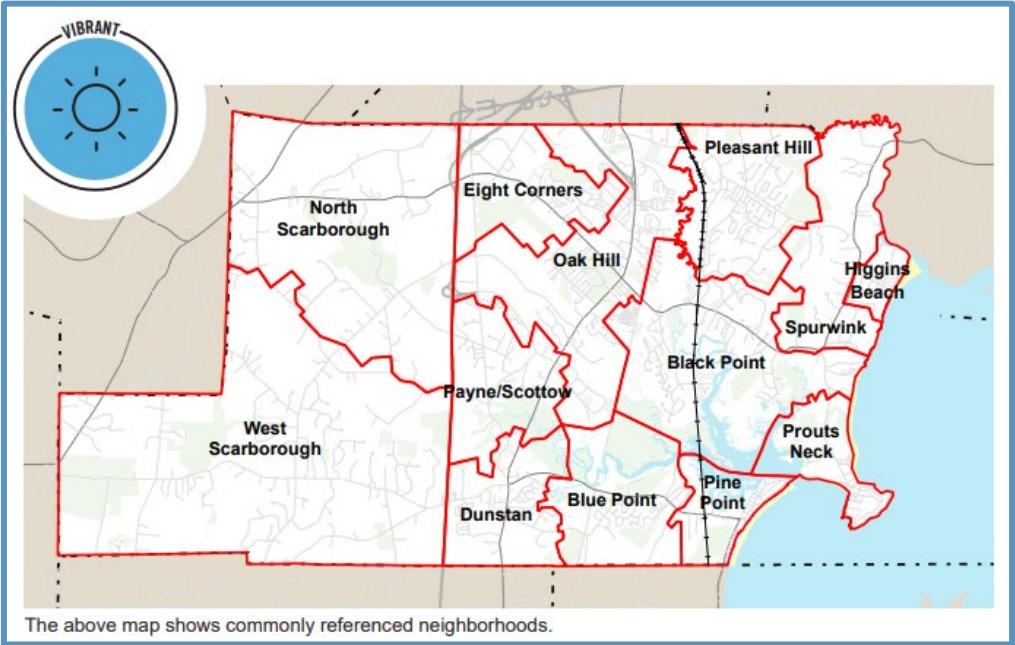 VIBRANT
Pleasant Hill
Eight Corners
North
Scarborough
Oak Hill
Higgins
Beach
Spurwink
Black Point
Payne/Scottow
West
Scarborough
Prouts
Neck
Pine
Point
Blue Point
Dunstan
The above map shows commonly referenced neighborhoods.